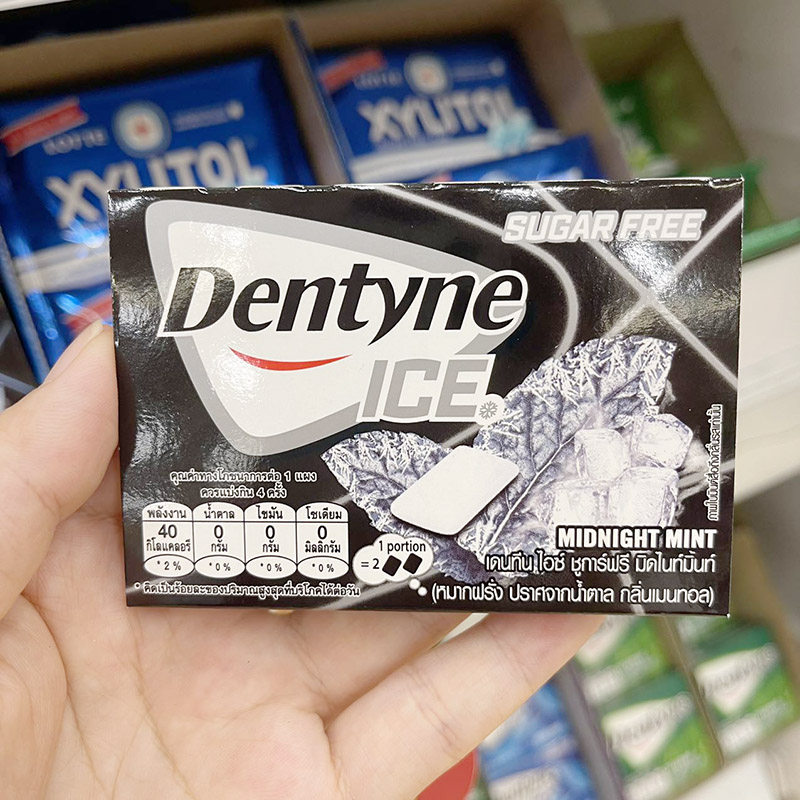 LOTTE
XYLITOL
LOTTE
XYLITOL
SUGAR FREE
Dentyne
ICE
คุณค่าทางโภชนาการต่อ 1 แผง
ควรแบ่งกิน 4 ครั้ง
พลังงาน น้ำตาล ไขมัน โซเดียม
40 0 0 0
กิโลแคลอรี กรัม กรัม มิลลิกรัม
*2% *0% *0% *0%
*คิดเป็นร้อยละของปริมาณสูงสุดที่บริโภคได้ต่อวัน
1 portion
= 2
MIDNIGHT MINT
เดนทีน ไอซ์ ชูการ์ฟรี มิดไนท์มิ้นท์
(หมากฝรั่ง ปราศจากน้ำตาล กลิ่นเมนทอล)